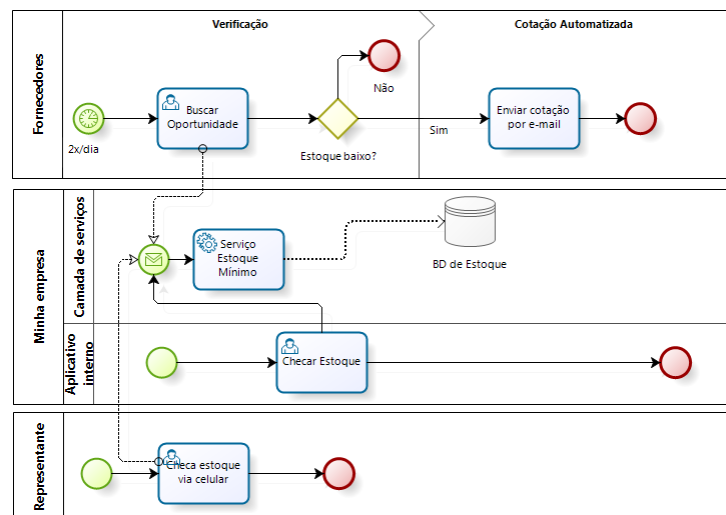 Verificação
Cotação Automatizada
Fornecedores
2x/dia
Buscar
Oportunidade
Estoque baixo?
Não
Sim
Enviar cotação
por e-mail
Minha empresa
Camada de serviços
Serviço
Estoque
Mínimo
BD de Estoque
Aplicativo
interno
Checar Estoque
Representante
Checa estoque
via celular